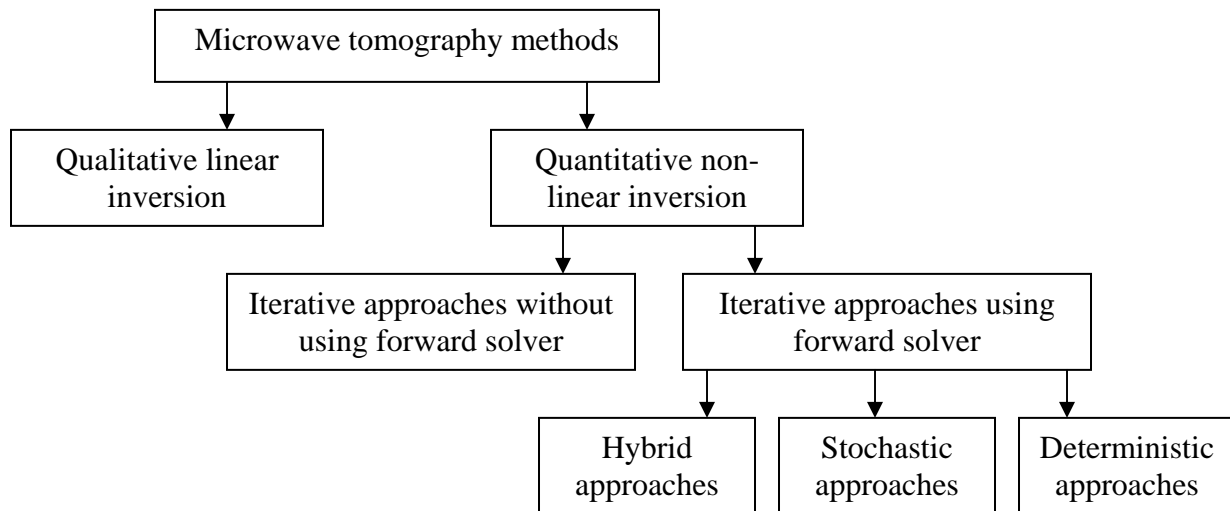 Microwave tomography methods
Qualitative linear
inversion
Quantitative non-
linear inversion
Iterative approaches without
using forward solver
Iterative approaches using
forward solver
Hybrid
approaches
Stochastic
approaches
Deterministic
approaches